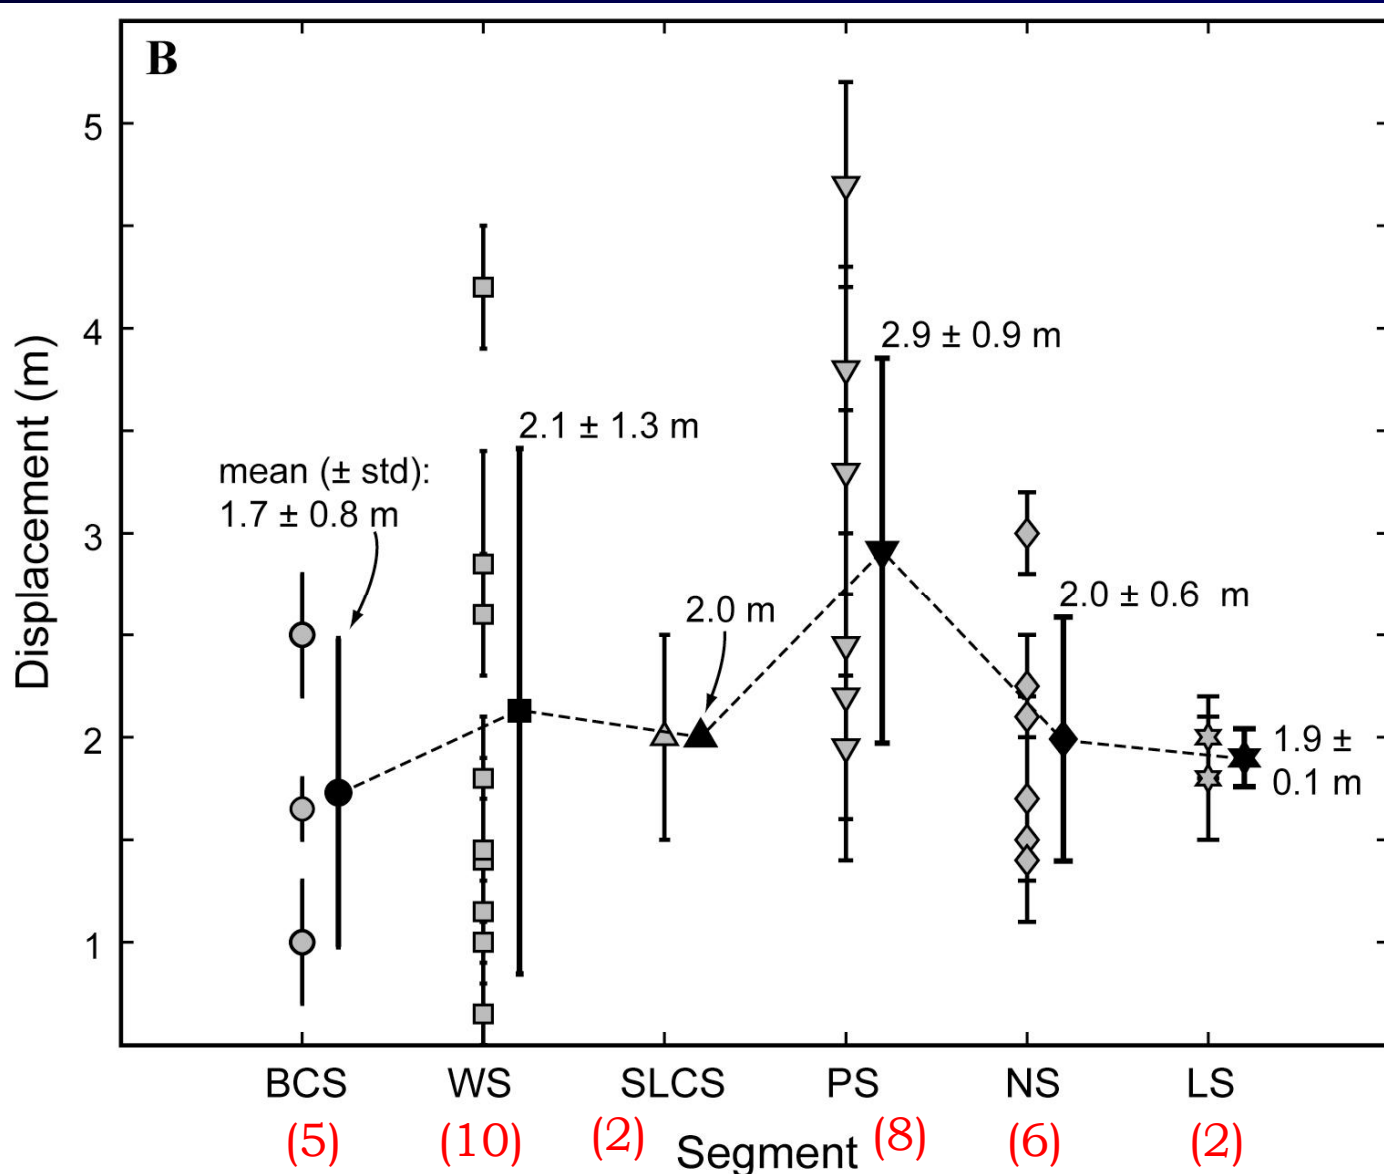 B
5
4
3
2
1
Displacement (m)
mean (± std):
1.7 ± 0.8 m
2.1 ± 1.3 m
2.0 m
2.9 ± 0.9 m
2.0 ± 0.6 m
1.9 ±
0.1 m
BCS WS SLCS PS NS LS
(5) (10) (2) (8) (6) (2)
Segment